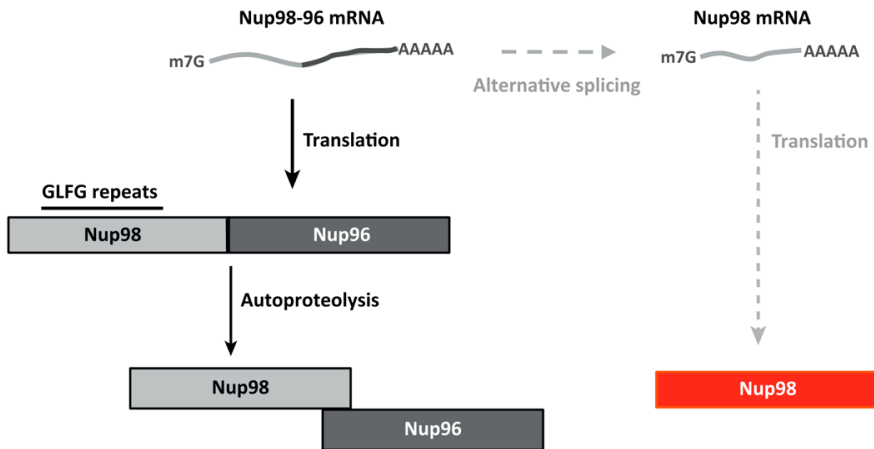 Nup98-96 mRNA
Nup98 mRNA
m7G
AAAAA
m7G
AAAAA
Alternative splicing
Translation
Translation
GLFG repeats
Nup98
Nup96
Autoproteolysis
Nup98
Nup98
Nup96